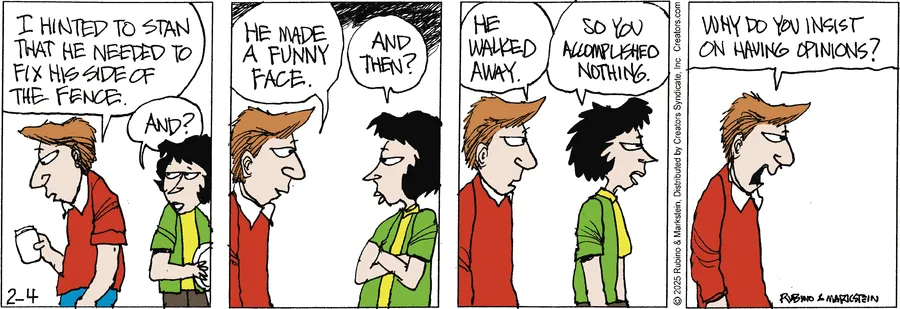 I HINTED TO STAN
THAT HE NEEDED TO
FIX HIS SIDE OF
THE FENCE.
AND?
2-4
HE MADE
A FUNNY
FACE.
AND
THEN?
HE
WALKED
AWAY.
SO YOU
ACCOMPLISHED
NOTHING.
© 2025 Rubino & Markstein, Distributed by Creators Syndicate, Inc. Creators.com
WHY DO YOU INSIST
ON HAVING OPINIONS?
RUBINO & MARKSTEIN